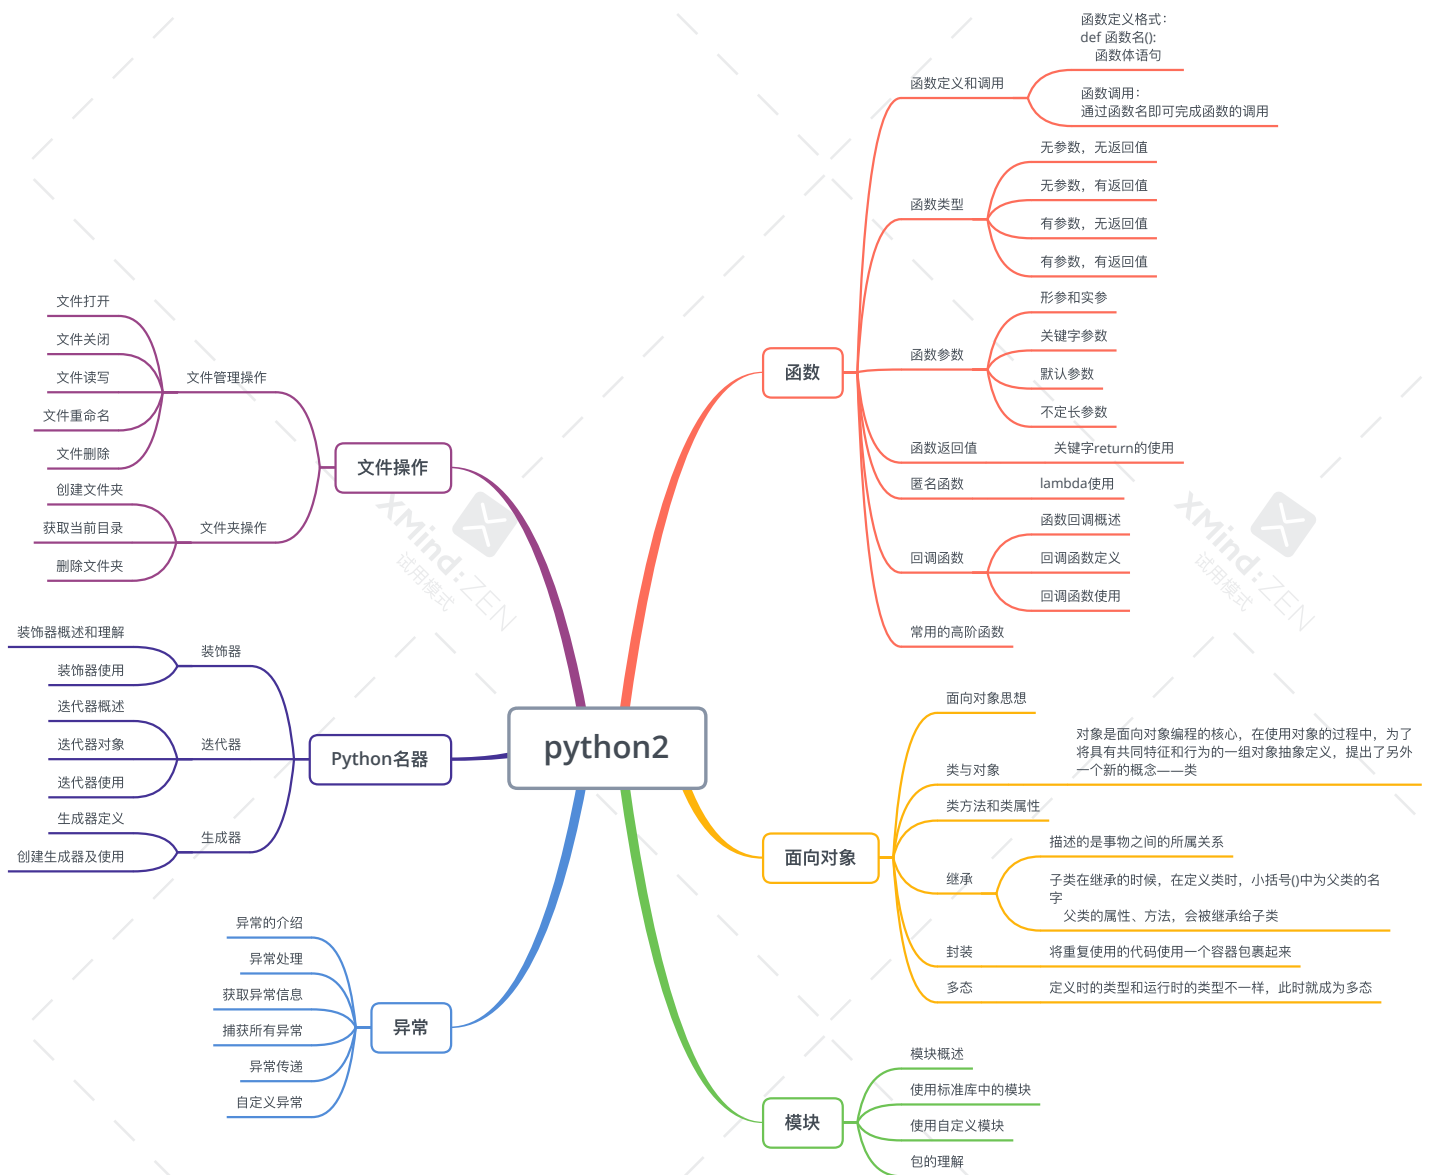 python2
函数
函数定义和调用
函数定义格式：
def 函数名():
函数体语句
函数调用：
通过函数名即可完成函数的调用
函数类型
无参数，无返回值
无参数，有返回值
有参数，无返回值
有参数，有返回值
函数参数
形参和实参
关键字参数
默认参数
不定长参数
函数返回值
关键字return的使用
匿名函数
lambda使用
回调函数
函数回调概述
回调函数定义
回调函数使用
常用的高阶函数
面向对象
面向对象思想
类与对象
对象是面向对象编程的核心，在使用对象的过程中，为了
将具有共同特征和行为的一组对象抽象定义，提出了另外
一个新的概念——类
类方法和类属性
继承
描述的是事物之间的所属关系
子类在继承的时候，在定义类时，小括号()中为父类的名
字
父类的属性、方法，会被继承给子类
封装
将重复使用的代码使用一个容器包裹起来
多态
定义时的类型和运行时的类型不一样，此时就成为多态
模块
模块概述
使用标准库中的模块
使用自定义模块
包的理解
文件操作
文件管理操作
文件打开
文件关闭
文件读写
文件重命名
文件删除
文件夹操作
创建文件夹
获取当前目录
删除文件夹
Python名器
装饰器
装饰器概述和理解
装饰器使用
迭代器
迭代器概述
迭代器对象
迭代器使用
生成器
生成器定义
创建生成器及使用
异常
异常的介绍
异常处理
获取异常信息
捕获所有异常
异常传递
自定义异常
XMind:ZEN
试用模式
XMind:ZEN
试用模式